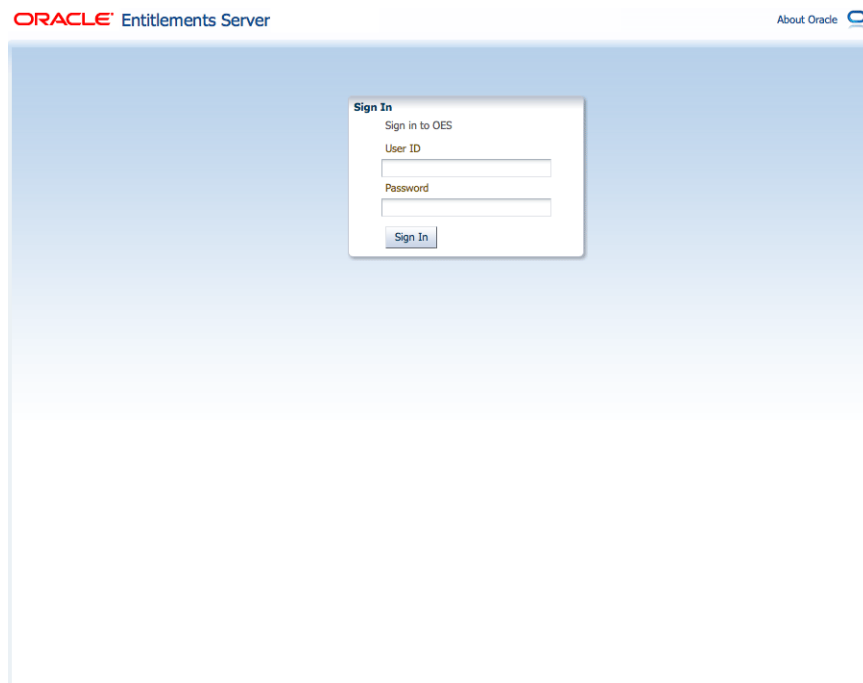 ORACLE Entitlements Server
About Oracle
Sign In
Sign in to OES
User ID
Password
Sign In